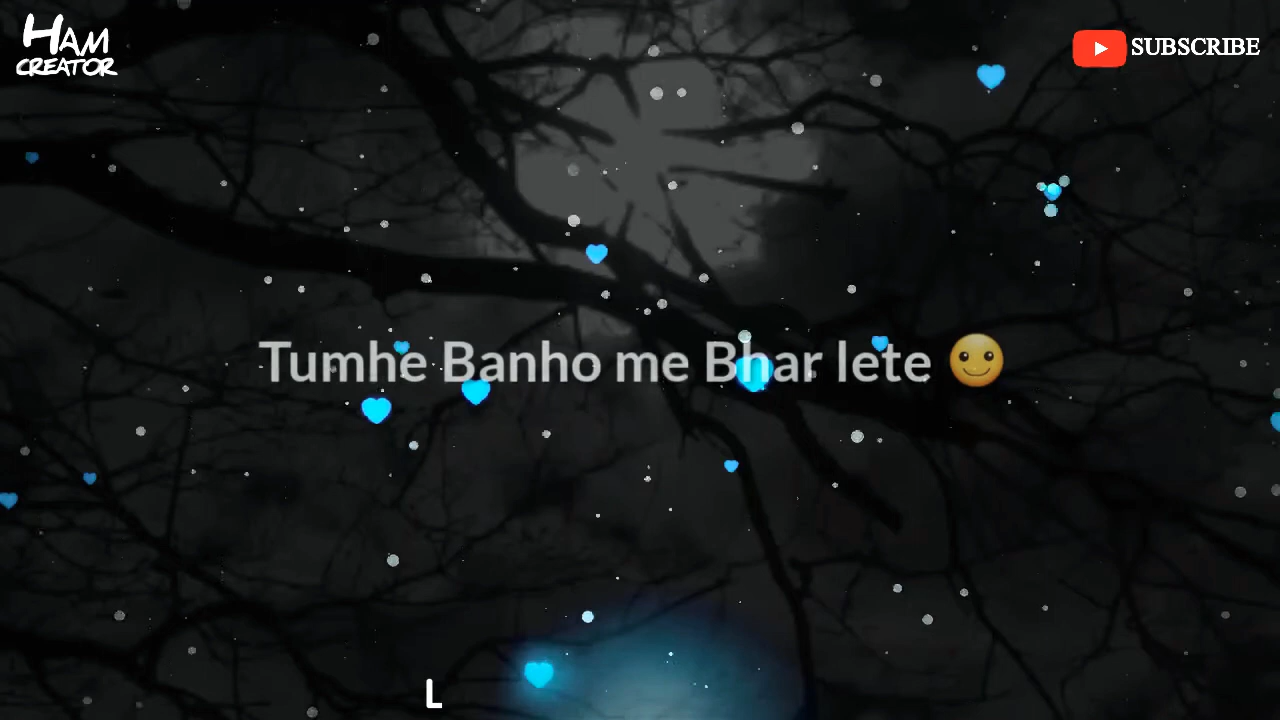 HAM
CREATOR
SUBSCRIBE
Tumhe Banho me Bhar lete 🙂
L